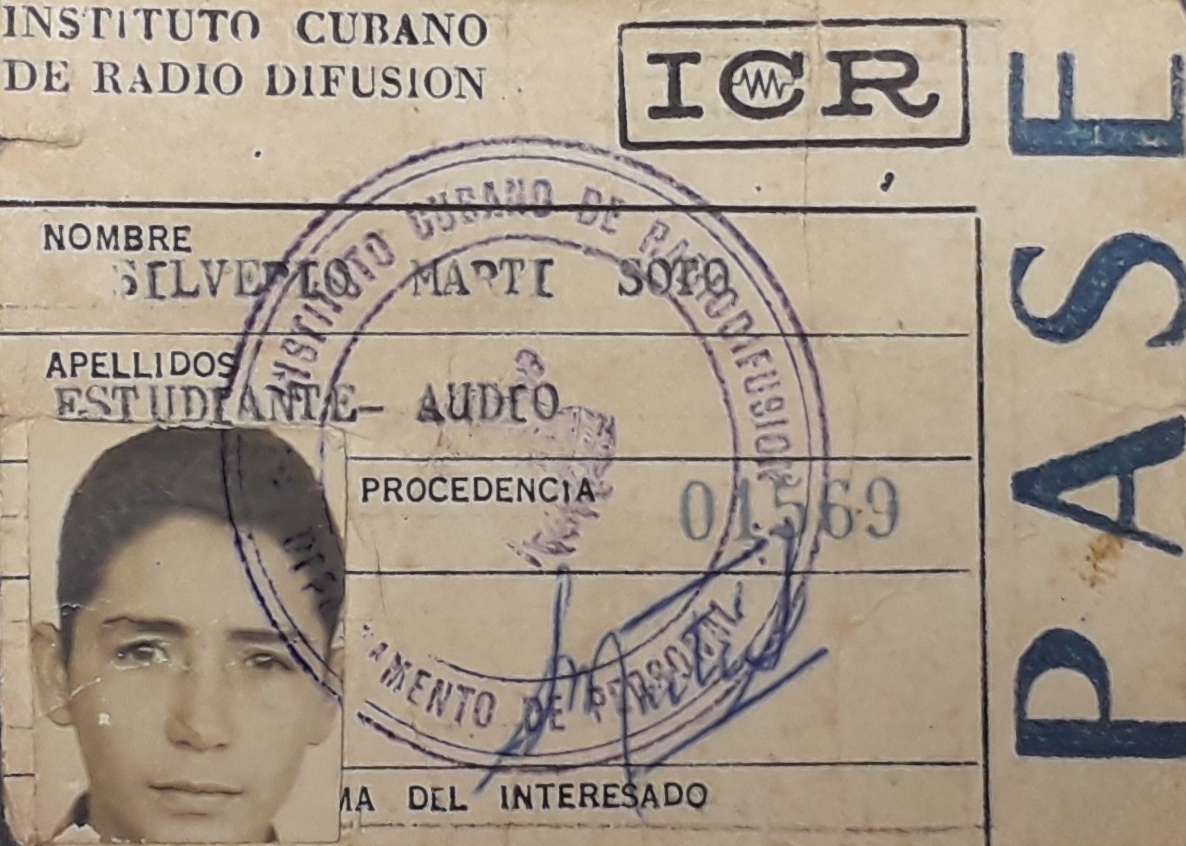 INSTITUTO CUBANO
DE RADIO DIFUSION
ICR
PASE
NOMBRE
SILVERIO MARTI SOTO
APELLIDOS
ESTUDIANTE- AUDIO
PROCEDENCIA
01569
MA DEL INTERESADO
INSTITUTO CUBANO DE RADIODIFUSION
AMENTO DE PERSONAL